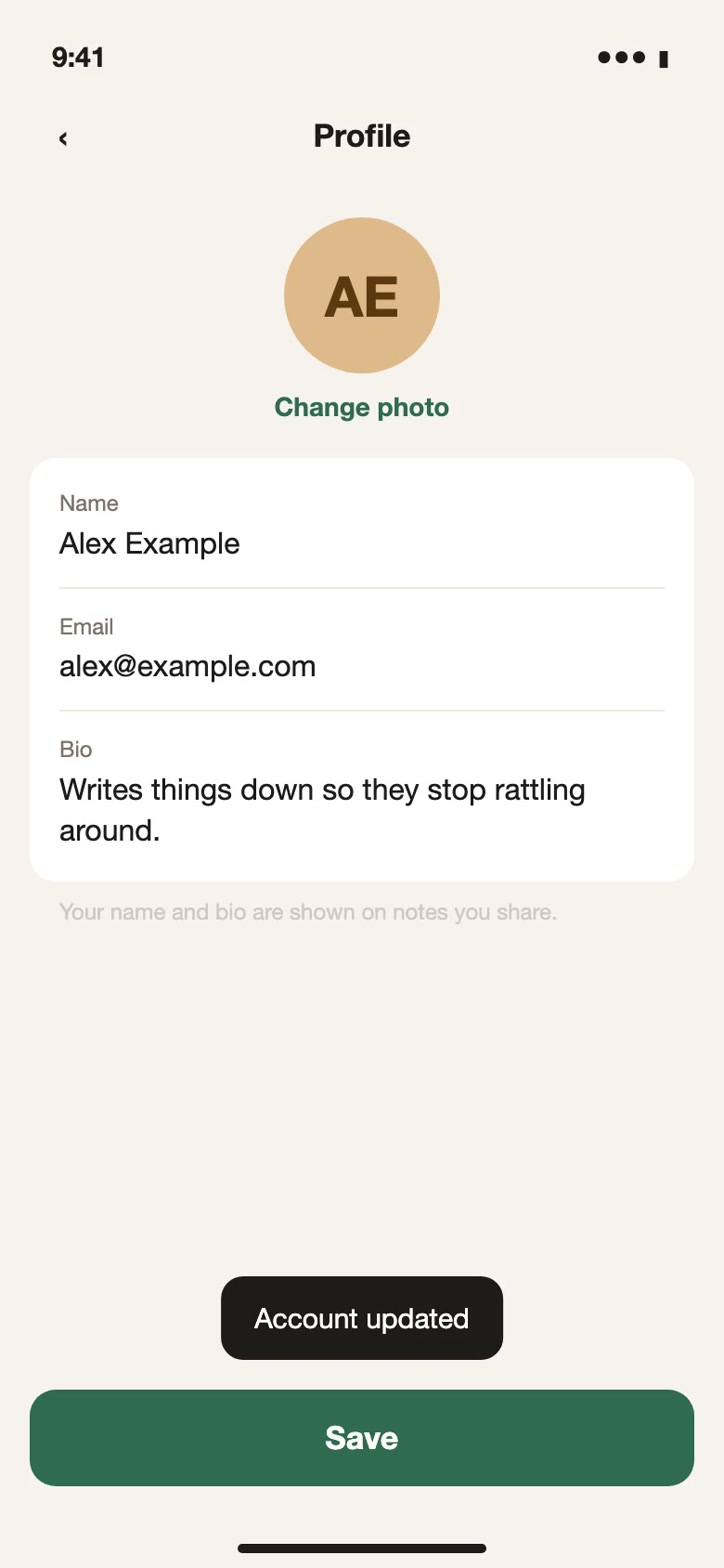 9:41
Profile
AE
Change photo
Name
Alex Example
Email
alex@example.com
Bio
Writes things down so they stop rattling
around.
Your name and bio are shown on notes you share.
Account updated
Save